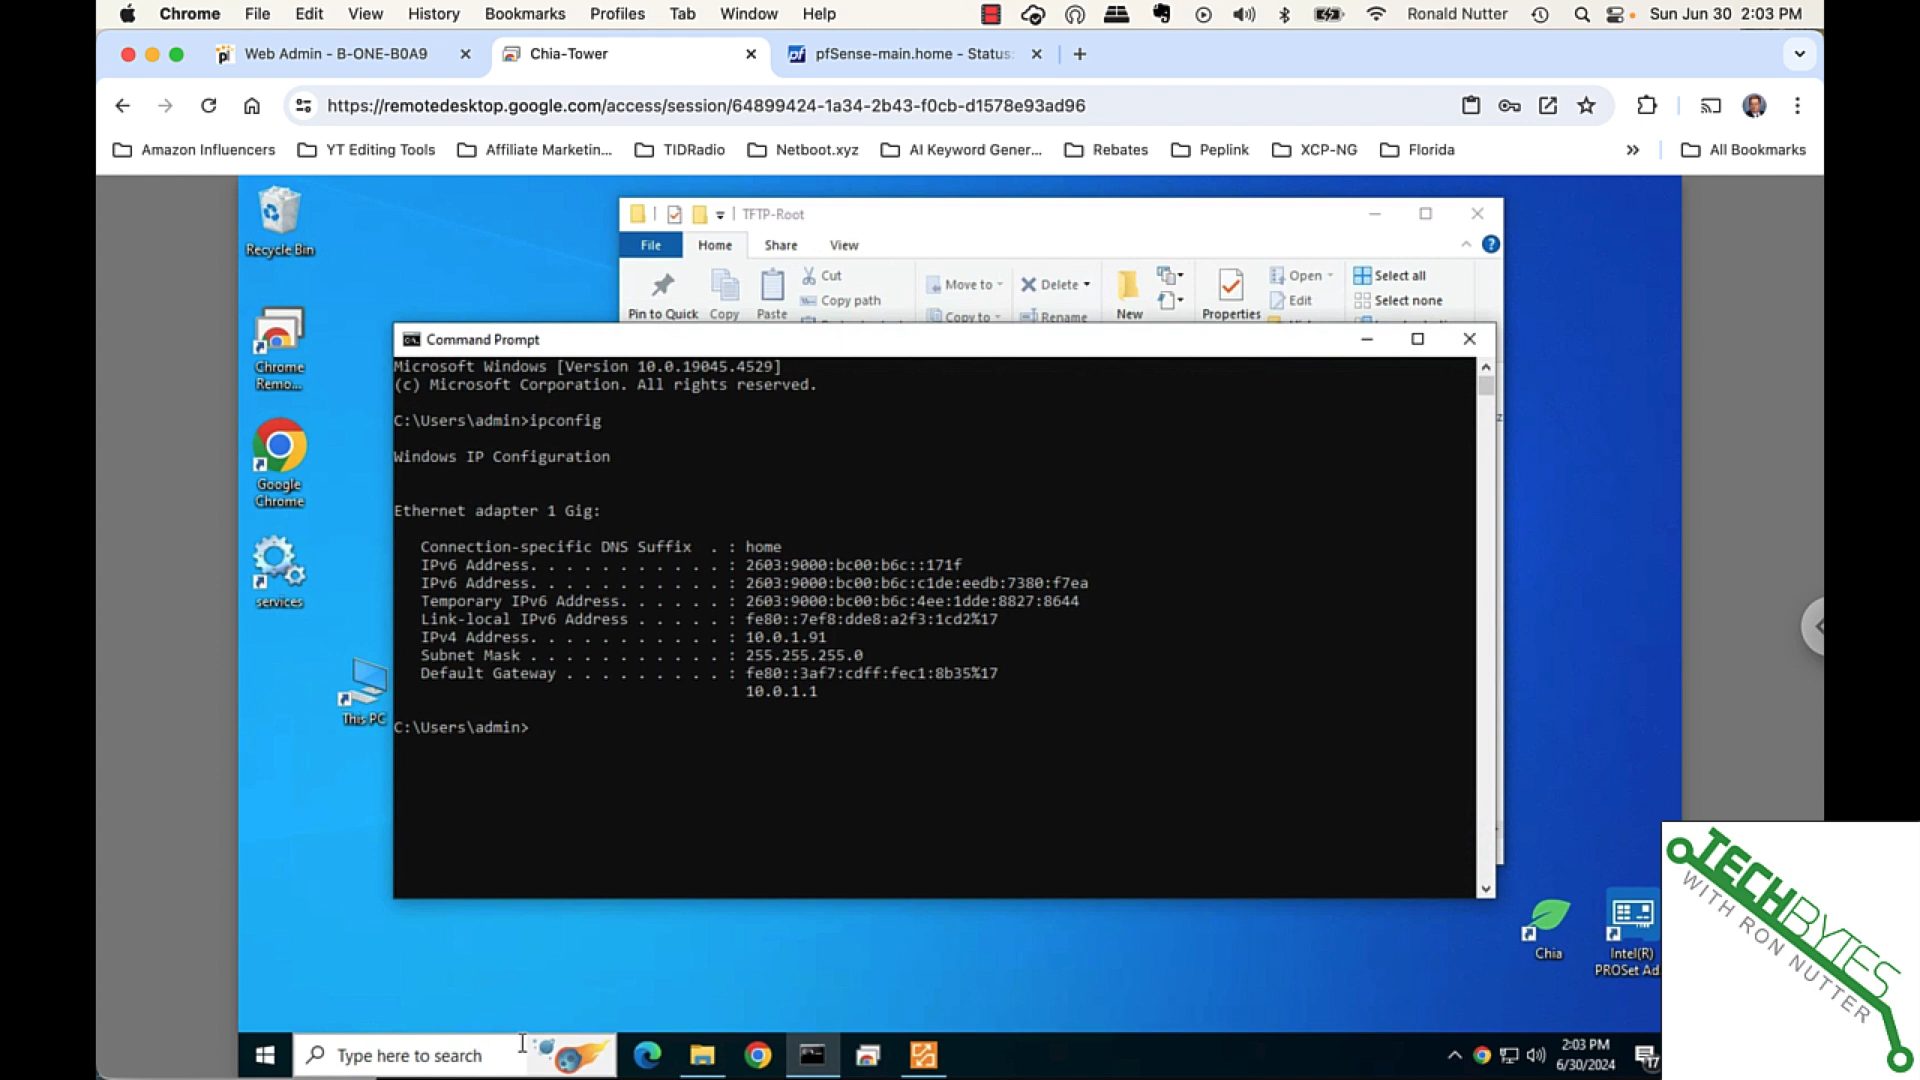 Chrome File Edit View History Bookmarks Profiles Tab Window Help Ronald Nutter Sun Jun 30 2:03 PM
Web Admin - B-ONE-B0A9 Chia-Tower pfSense-main.home - Status:
https://remotedesktop.google.com/access/session/64899424-1a34-2b43-f0cb-d1578e93ad96
Amazon Influencers YT Editing Tools Affiliate Marketin... TIDRadio Netboot.xyz AI Keyword Gener... Rebates Peplink XCP-NG Florida » All Bookmarks
Recycle Bin
Chrome
Remo...
Google
Chrome
services
This PC
TFTP-Root
File Home Share View
Cut Move to Delete Open Select all
Copy path Edit Select none
Pin to Quick Copy Paste Copy to Rename New Properties
Command Prompt
Microsoft Windows [Version 10.0.19045.4529]
(c) Microsoft Corporation. All rights reserved.
C:\Users\admin>ipconfig
Windows IP Configuration
Ethernet adapter 1 Gig:
Connection-specific DNS Suffix . : home
IPv6 Address. . . . . . . . . . . : 2603:9000:bc00:b6c::171f
IPv6 Address. . . . . . . . . . . : 2603:9000:bc00:b6c:c1de:eedb:7380:f7ea
Temporary IPv6 Address. . . . . . : 2603:9000:bc00:b6c:4ee:1dde:8827:8644
Link-local IPv6 Address . . . . . : fe80::7ef8:dde8:a2f3:1cd2%17
IPv4 Address. . . . . . . . . . . : 10.0.1.91
Subnet Mask . . . . . . . . . . . : 255.255.255.0
Default Gateway . . . . . . . . . : fe80::3af7:cdff:fec1:8b35%17
10.0.1.1
C:\Users\admin>
Chia
Intel(R)
PROSet Ad
TECHBYTES
WITH RON NUTTER
Type here to search
2:03 PM
6/30/2024
17